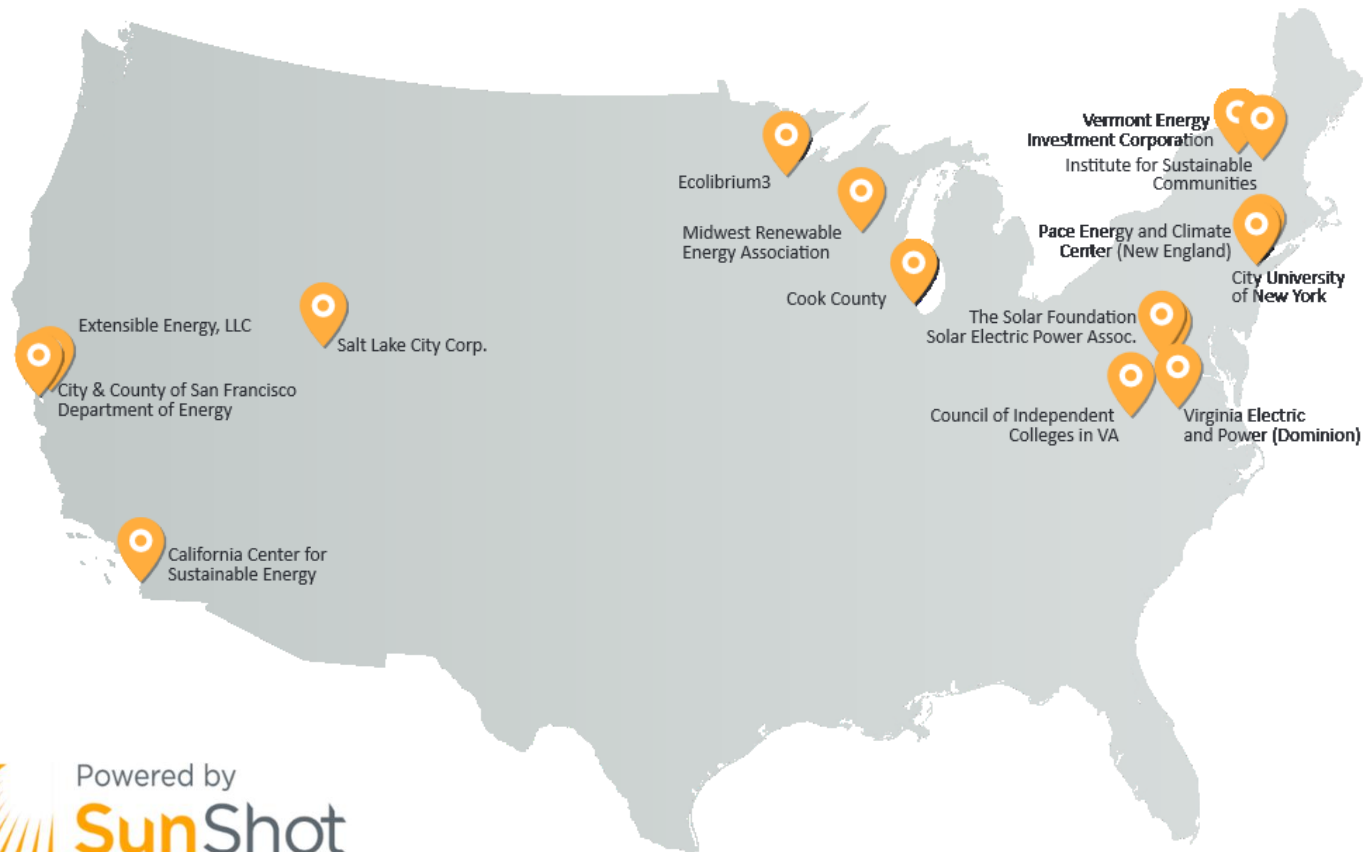 Vermont Energy
Investment Corporation
Institute for Sustainable
Communities
Ecolibrium3
Midwest Renewable
Energy Association
Pace Energy and Climate
Center (New England)
City University
of New York
Cook County
The Solar Foundation
Solar Electric Power Assoc.
Extensible Energy, LLC
Salt Lake City Corp.
City & County of San Francisco
Department of Energy
Council of Independent
Colleges in VA
Virginia Electric
and Power (Dominion)
California Center for
Sustainable Energy
Powered by
SunShot